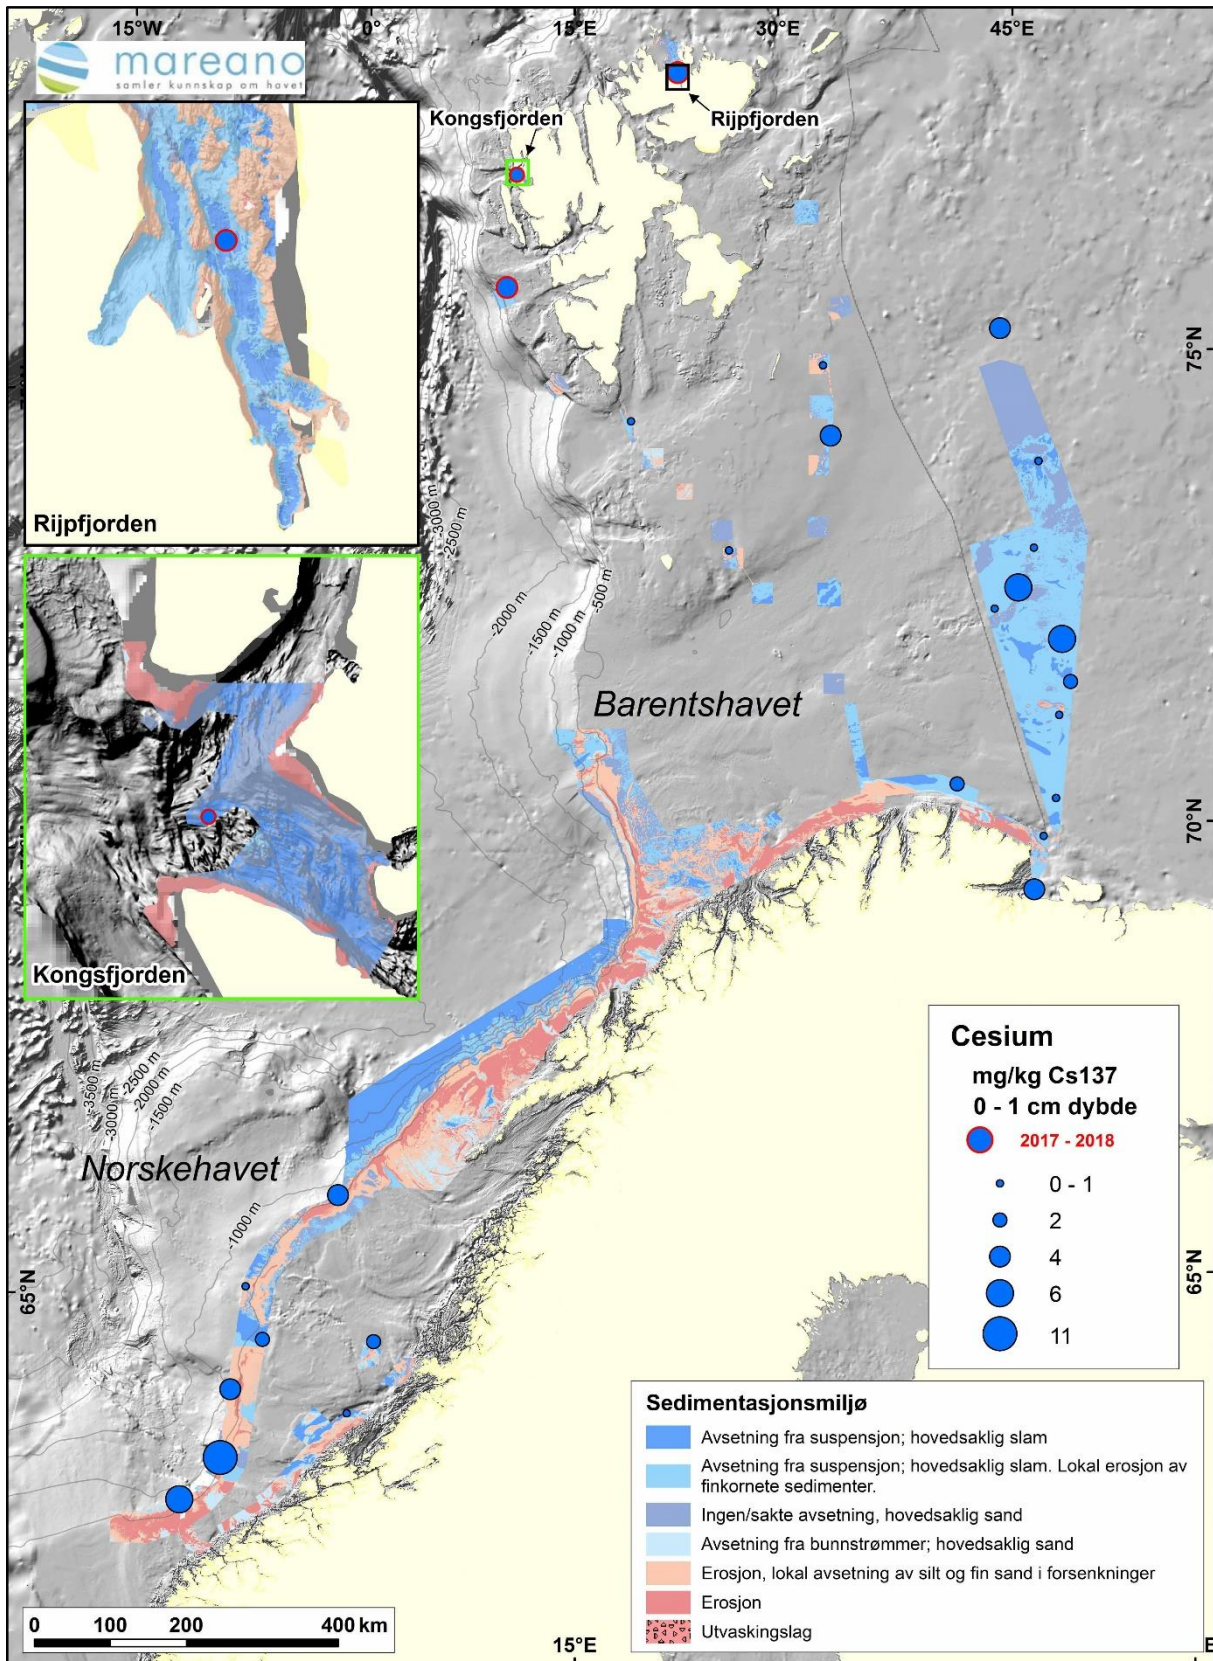 15°W 0° 15°E 30°E 45°E
mareano
samler kunnskap om havet
Kongsfjorden
Rijpfjorden
75°N
Rijpfjorden
-3000 m
-2500 m
-2000 m
-1500 m
-1000 m
-500 m
Barentshavet
70°N
Kongsfjorden
-3500 m
-3000 m
-2500 m
-2000 m
-1500 m
Norskehavet
-1000 m
65°N
65°N
Cesium
mg/kg Cs137
0 - 1 cm dybde
2017 - 2018
0 - 1
2
4
6
11
Sedimentasjonsmiljø
Avsetning fra suspensjon; hovedsaklig slam
Avsetning fra suspensjon; hovedsaklig slam. Lokal erosjon av
finkornete sedimenter.
Ingen/sakte avsetning, hovedsaklig sand
Avsetning fra bunnstrømmer; hovedsaklig sand
Erosjon, lokal avsetning av silt og fin sand i forsenkninger
Erosjon
Utvaskingslag
0 100 200 400 km
15°E